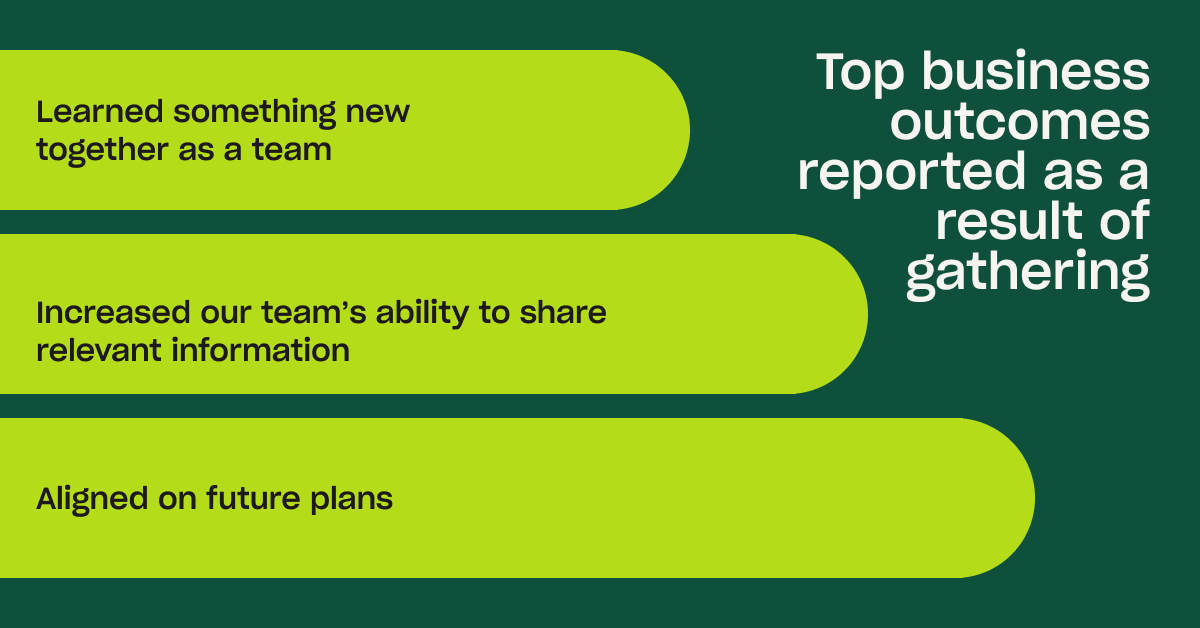 Top business
outcomes
reported as a
result of
gathering
Learned something new
together as a team
Increased our team’s ability to share
relevant information
Aligned on future plans